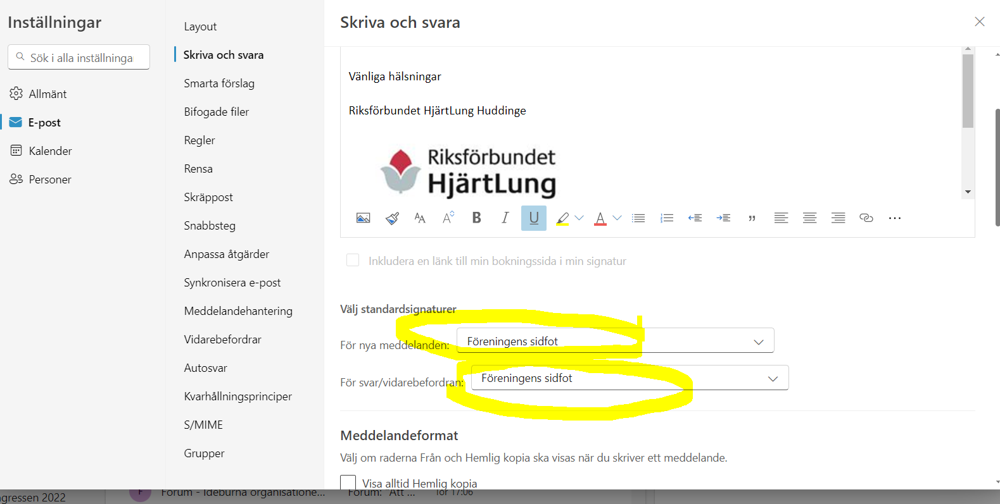 Inställningar
Sök i alla inställninga
Allmänt
E-post
Kalender
Personer
Layout
Skriva och svara
Smarta förslag
Bifogade filer
Regler
Rensa
Skräppost
Snabbsteg
Anpassa åtgärder
Synkronisera e-post
Meddelandehantering
Vidarebefordrar
Autosvar
Kvarhållningsprinciper
S/MIME
Grupper
Skriva och svara
Vänliga hälsningar
Riksförbundet HjärtLung Huddinge
Riksförbundet
HjärtLung
Inkludera en länk till min bokningssida i min signatur
Välj standardsignaturer
För nya meddelanden: Föreningens sidfot
För svar/vidarebefordran: Föreningens sidfot
Meddelandeformat
Välj om raderna Från och Hemlig kopia ska visas när du skriver ett meddelande.
Visa alltid Hemlig kopia
gressen 2022
F Forum - Idéburna organisatione... Forum: "Att ... Tor 17:06